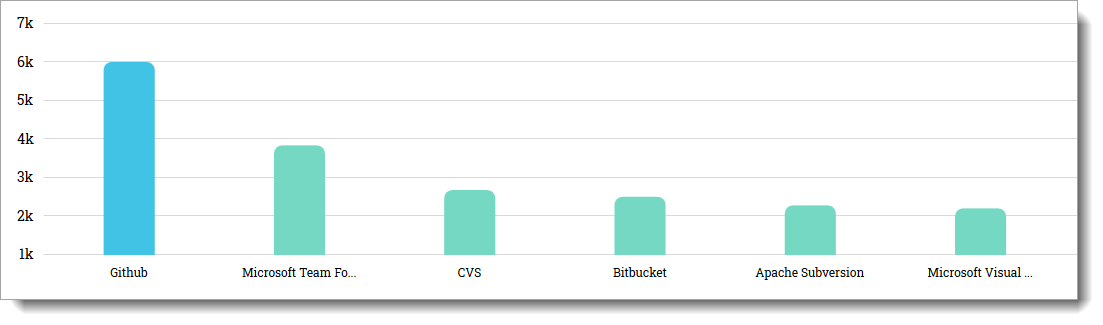 7k
6k
5k
4k
3k
2k
1k
Github Microsoft Team Fo... CVS Bitbucket Apache Subversion Microsoft Visual ...